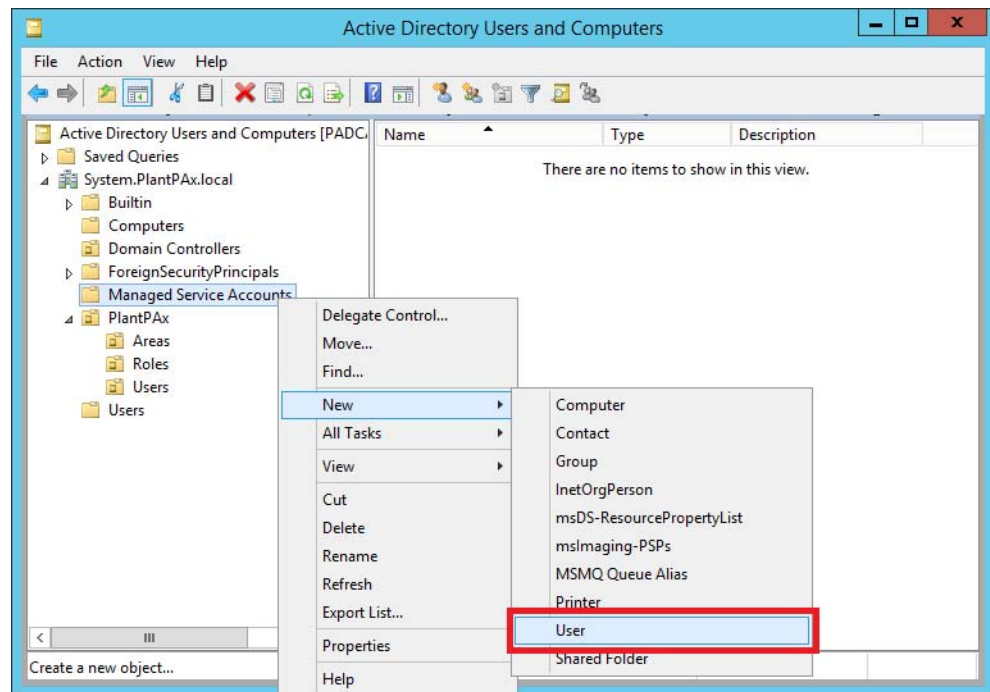 Active Directory Users and Computers
File Action View Help
Active Directory Users and Computers [PADC
Name Type Description
Saved Queries
There are no items to show in this view.
System.PlantPAx.local
Builtin
Computers
Domain Controllers
ForeignSecurityPrincipals
Managed Service Accounts
PlantPAx
Areas
Roles
Users
Users
Delegate Control...
Move...
Find...
New
All Tasks
View
Cut
Delete
Rename
Refresh
Export List...
Properties
Help
Computer
Contact
Group
InetOrgPerson
msDS-ResourcePropertyList
msImaging-PSPs
MSMQ Queue Alias
Printer
User
Shared Folder
Create a new object...